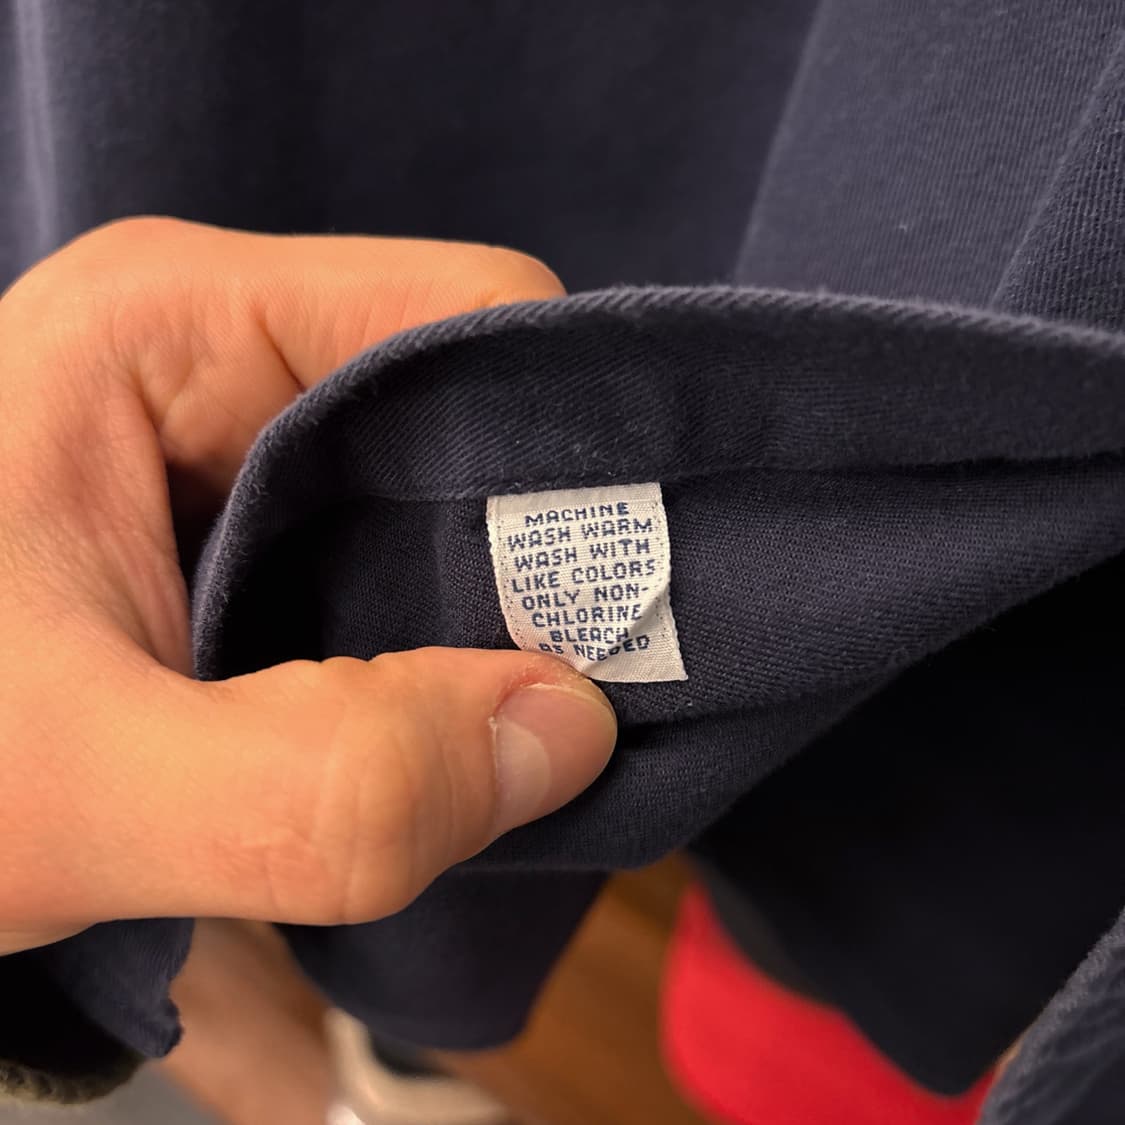 MACHINE
WASH WARM
WASH WITH
LIKE COLORS
ONLY NON-
CHLORINE
BLEACH
AS NEEDED